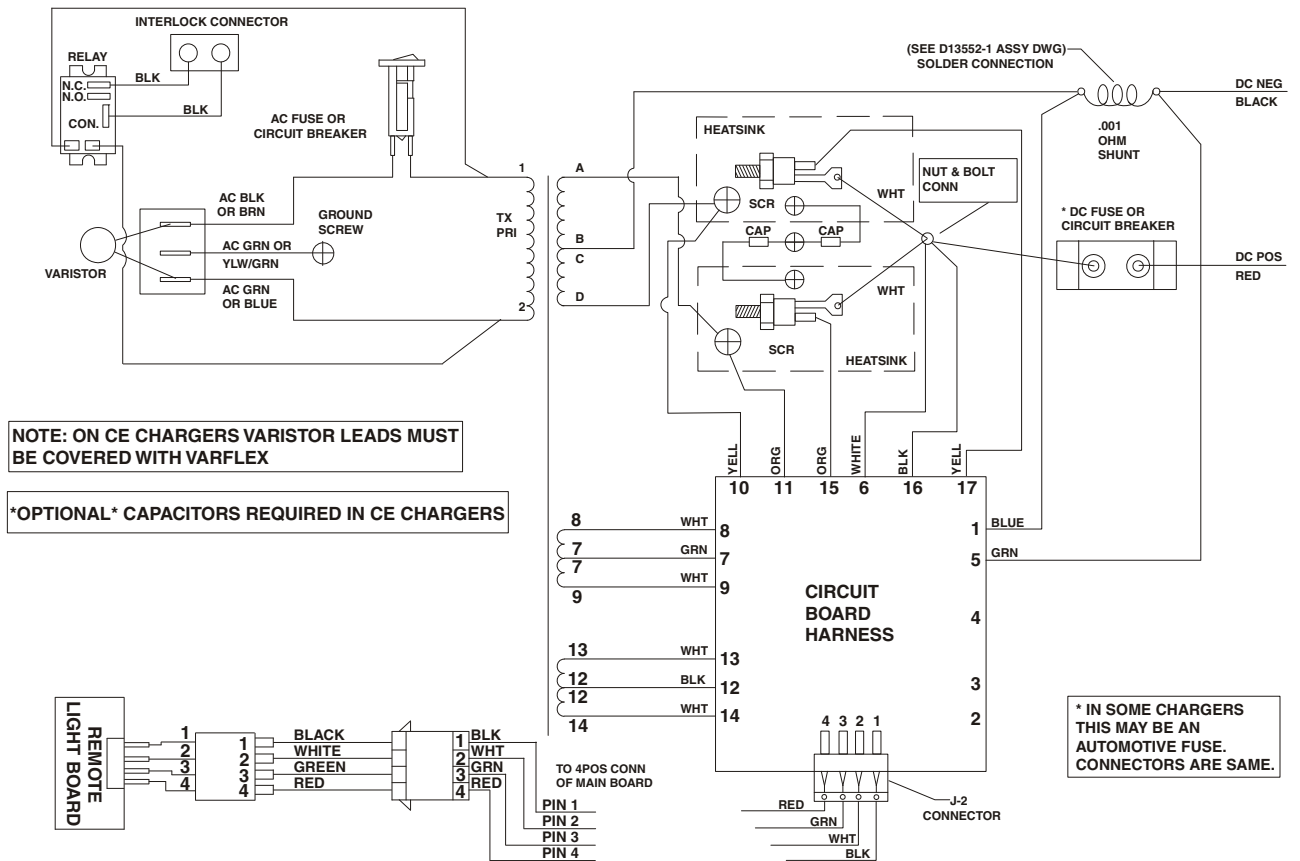 INTERLOCK CONNECTOR
RELAY
N.C.
N.O.
CON.
BLK
BLK
AC FUSE OR
CIRCUIT BREAKER
(SEE D13552-1 ASSY DWG)
SOLDER CONNECTION
DC NEG
BLACK
.001
OHM
SHUNT
HEATSINK
NUT & BOLT
CONN
WHT
SCR
CAP
CAP
* DC FUSE OR
CIRCUIT BREAKER
DC POS
RED
WHT
SCR
HEATSINK
1
TX
PRI
2
A
B
C
D
AC BLK
OR BRN
GROUND
SCREW
AC GRN OR
YLW/GRN
VARISTOR
AC GRN
OR BLUE
NOTE: ON CE CHARGERS VARISTOR LEADS MUST
BE COVERED WITH VARFLEX
*OPTIONAL* CAPACITORS REQUIRED IN CE CHARGERS
YELL
ORG
ORG
WHITE
BLK
YELL
10
11
15
6
16
17
8
WHT
8
7
GRN
7
7
WHT
9
9
1
BLUE
5
GRN
CIRCUIT
BOARD
HARNESS
4
3
2
13
WHT
13
12
BLK
12
12
WHT
14
14
4 3 2 1
J-2
CONNECTOR
RED
GRN
WHT
BLK
* IN SOME CHARGERS
THIS MAY BE AN
AUTOMOTIVE FUSE.
CONNECTORS ARE SAME.
REMOTE
LIGHT BOARD
1
2
3
4
1
2
3
4
BLACK
WHITE
GREEN
RED
1
2
3
4
BLK
WHT
GRN
RED
TO 4POS CONN
OF MAIN BOARD
PIN 1
PIN 2
PIN 3
PIN 4